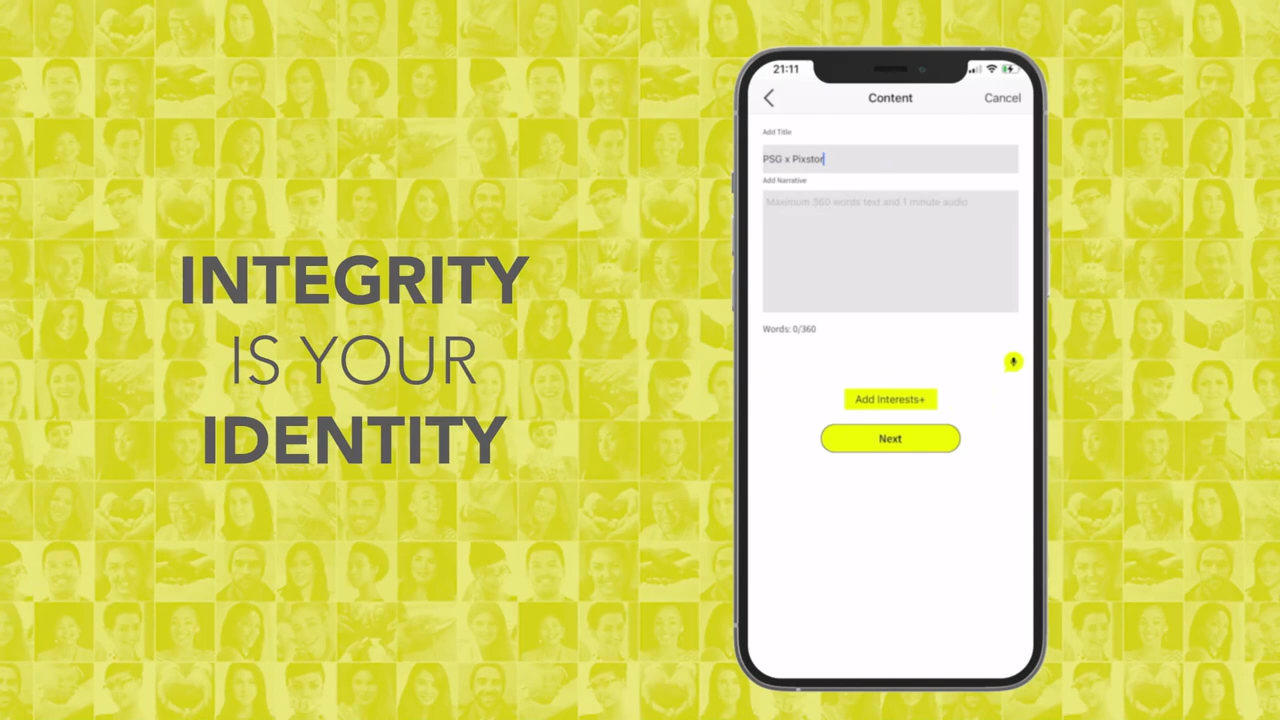 INTEGRITY
IS YOUR
IDENTITY
21:11
Content
Cancel
Add Title
PSG x Pixstor
Add Narrative
Maximum 360 words text and 1 minute audio
Words: 0/360
Add Interests+
Next